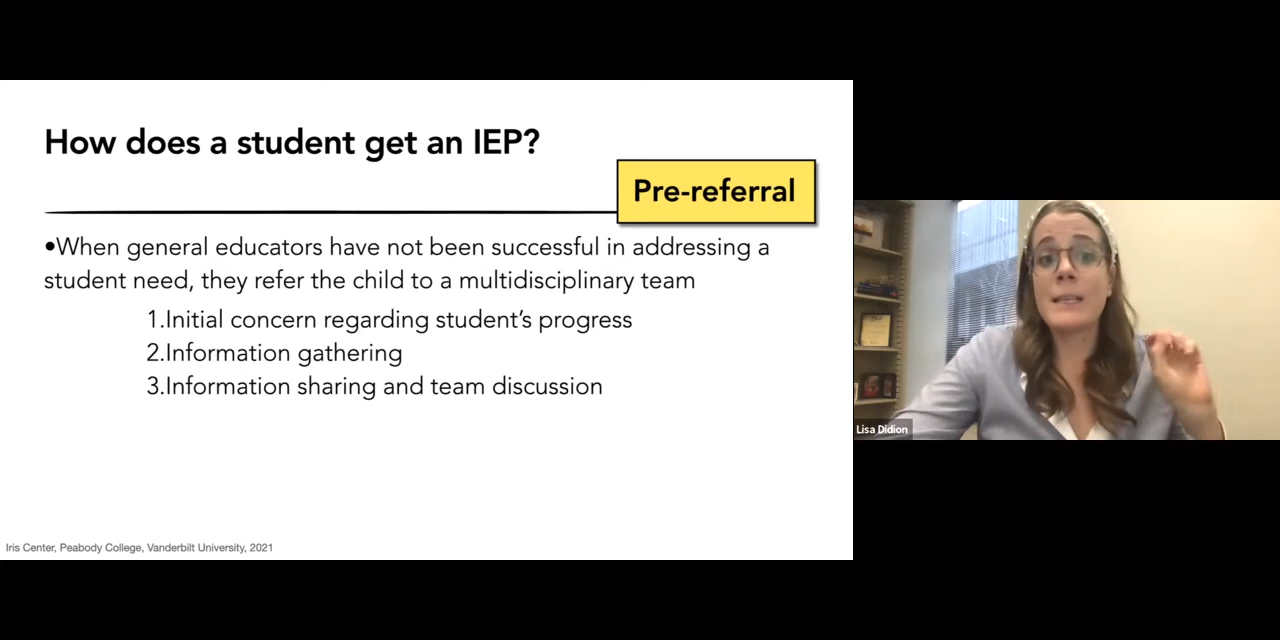 How does a student get an IEP?
Pre-referral
•When general educators have not been successful in addressing a
student need, they refer the child to a multidisciplinary team
1.Initial concern regarding student’s progress
2.Information gathering
3.Information sharing and team discussion
Iris Center, Peabody College, Vanderbilt University, 2021
Lisa Didion